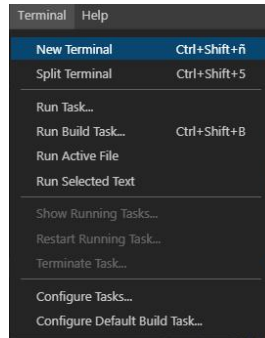 Terminal Help
New Terminal Ctrl+Shift+ñ
Split Terminal Ctrl+Shift+5
Run Task...
Run Build Task... Ctrl+Shift+B
Run Active File
Run Selected Text
Show Running Tasks...
Restart Running Task...
Terminate Task...
Configure Tasks...
Configure Default Build Task...